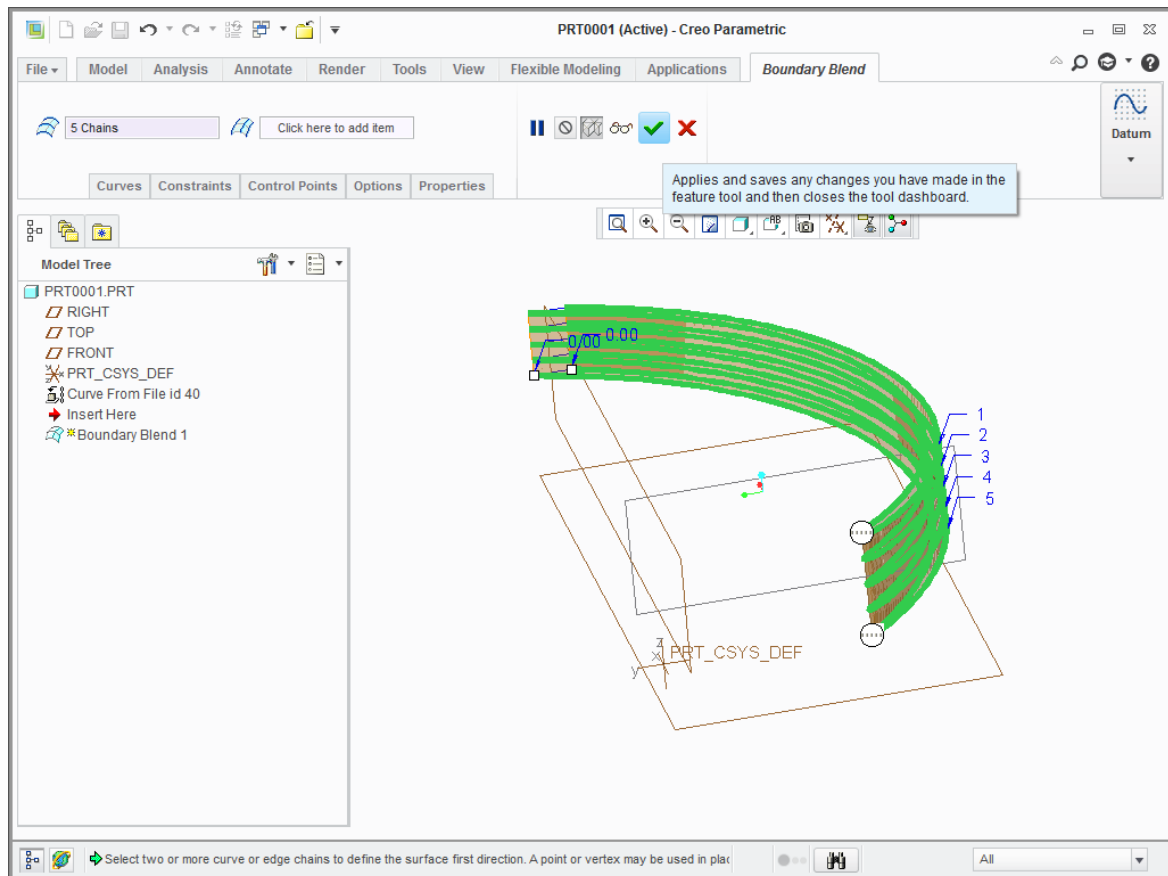 PRT0001 (Active) - Creo Parametric
File Model Analysis Annotate Render Tools View Flexible Modeling Applications Boundary Blend
5 Chains Click here to add item
Datum
Curves Constraints Control Points Options Properties
Applies and saves any changes you have made in the
feature tool and then closes the tool dashboard.
Model Tree
PRT0001.PRT
RIGHT
TOP
FRONT
PRT_CSYS_DEF
Curve From File id 40
Insert Here
Boundary Blend 1
0.00 0.00
1
2
3
4
5
Z
X
Y
PRT_CSYS_DEF
Select two or more curve or edge chains to define the surface first direction. A point or vertex may be used in plac
All